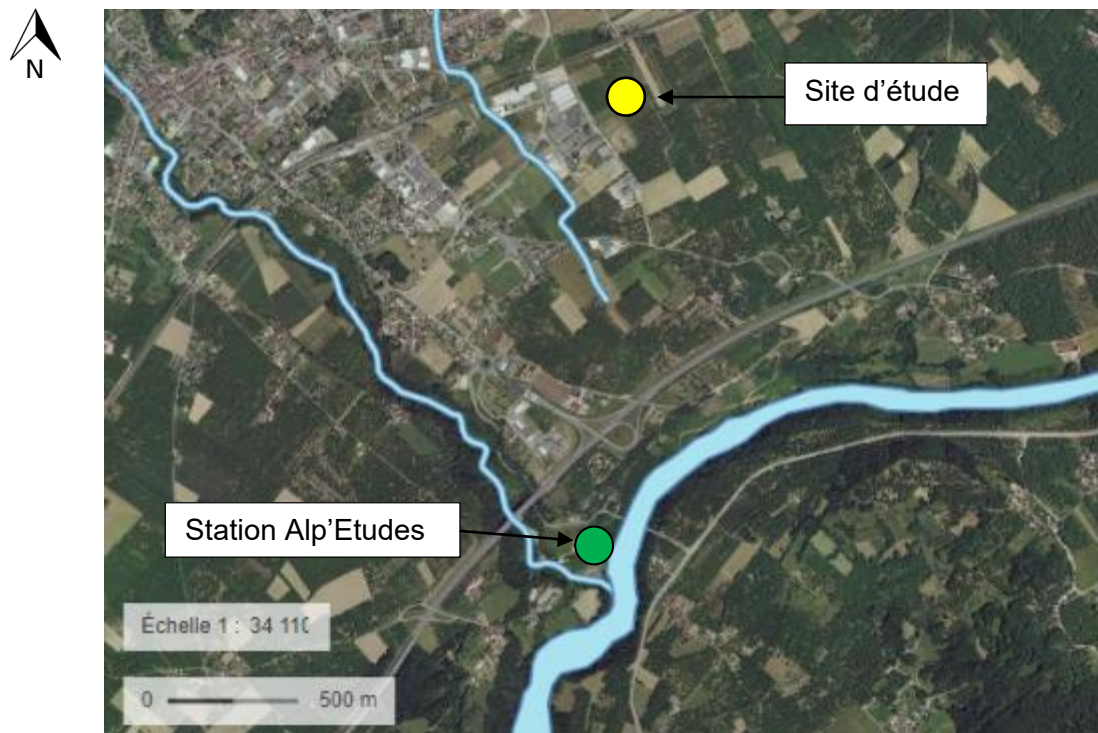 N
Site d’étude
Station Alp’Etudes
Échelle 1 : 34 110
0 500 m